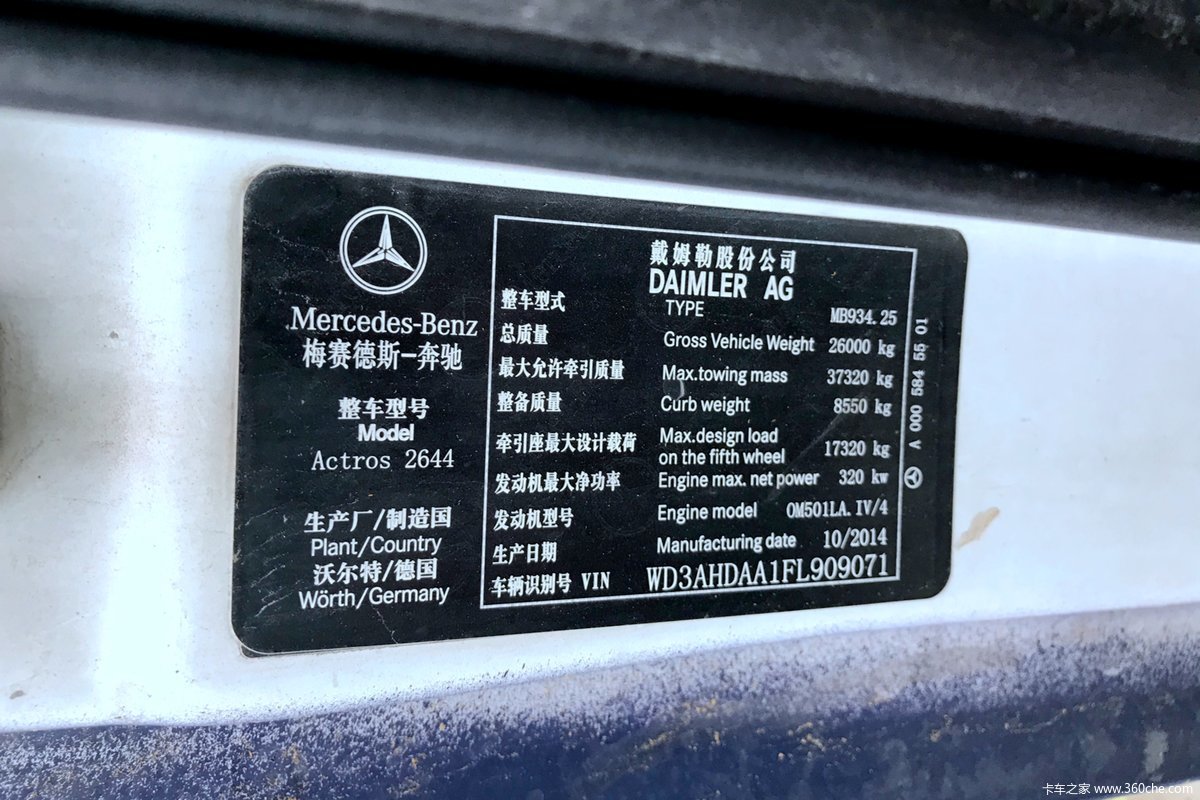 Mercedes-Benz
梅赛德斯-奔驰
整车型号
Model
Actros 2644
生产厂/制造国
Plant/Country
沃尔特/德国
Wörth/Germany
戴姆勒股份公司
DAIMLER AG
整车型式 TYPE MB934.25
总质量 Gross Vehicle Weight 26000 kg
最大允许牵引质量 Max.towing mass 37320 kg
整备质量 Curb weight 8550 kg
牵引座最大设计载荷 Max.design load on the fifth wheel 17320 kg
发动机最大净功率 Engine max. net power 320 kw
发动机型号 Engine model OM501LA.IV/4
生产日期 Manufacturing date 10/2014
车辆识别号 VIN WD3AHDAA1FL909071
A 000 584 55 01
卡车之家 www.360che.com